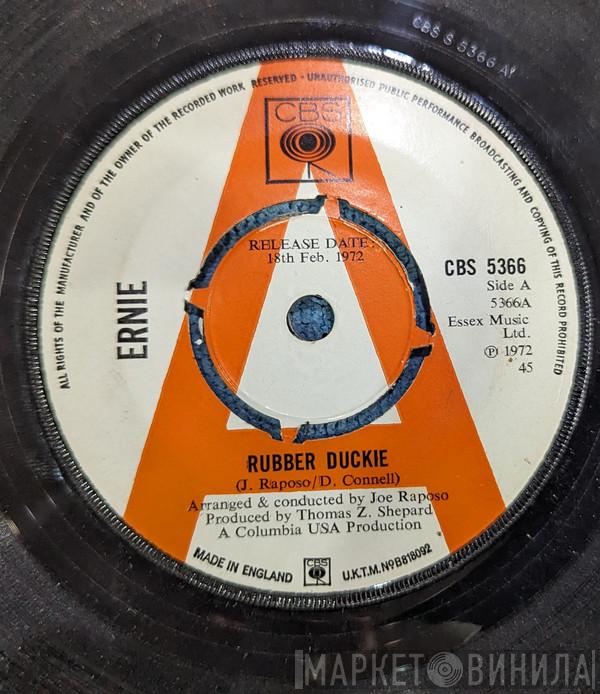 CBS S 5366 A
ALL RIGHTS OF THE MANUFACTURER AND OF THE OWNER OF THE RECORDED WORK RESERVED - UNAUTHORISED PUBLIC PERFORMANCE BROADCASTING AND COPYING OF THIS RECORD PROHIBITED
CBS
A
RELEASE DATE:
18th Feb. 1972
ERNIE
CBS 5366
Side A
5366A
Essex Music
Ltd.
Ⓟ 1972
45
RUBBER DUCKIE
(J. Raposo/D. Connell)
Arranged & conducted by Joe Raposo
Produced by Thomas Z. Shepard
A Columbia USA Production
MADE IN ENGLAND
CBS
U.K.T.M. Nº B818092
МАРКЕТ ВИНИЛА